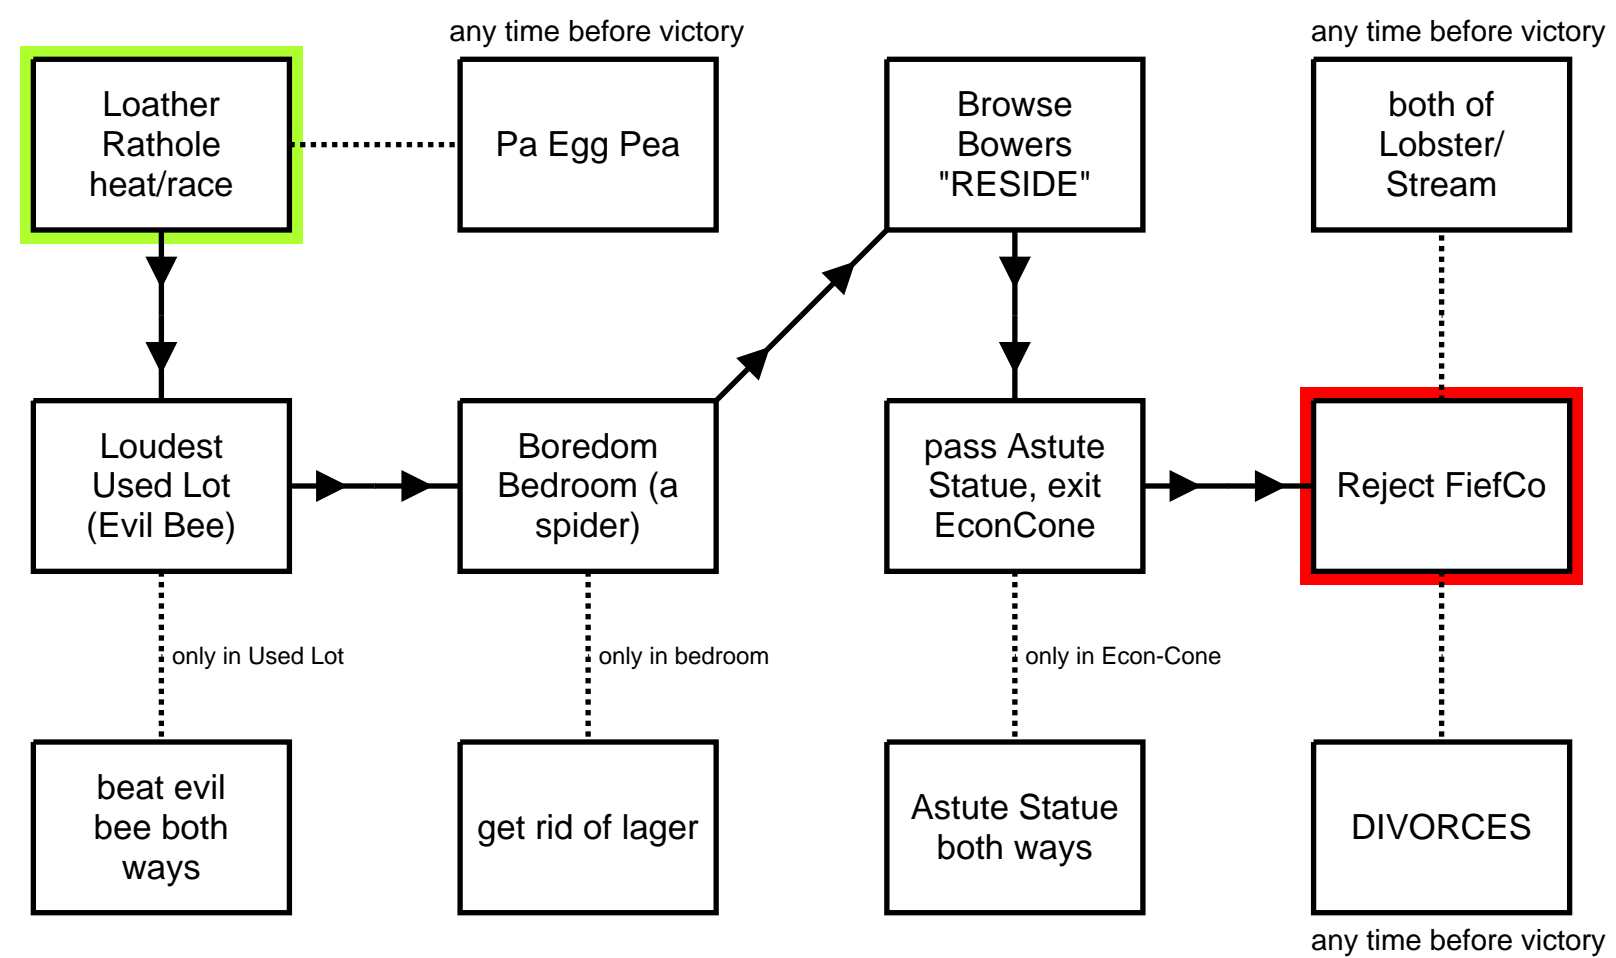 any time before victory
any time before victory
Loather
Rathole
heat/race
Pa Egg Pea
Browse
Bowers
"RESIDE"
both of
Lobster/
Stream
Loudest
Used Lot
(Evil Bee)
Boredom
Bedroom (a
spider)
pass Astute
Statue, exit
EconCone
Reject FiefCo
only in Used Lot
only in bedroom
only in Econ-Cone
beat evil
bee both
ways
get rid of lager
Astute Statue
both ways
DIVORCES
any time before victory